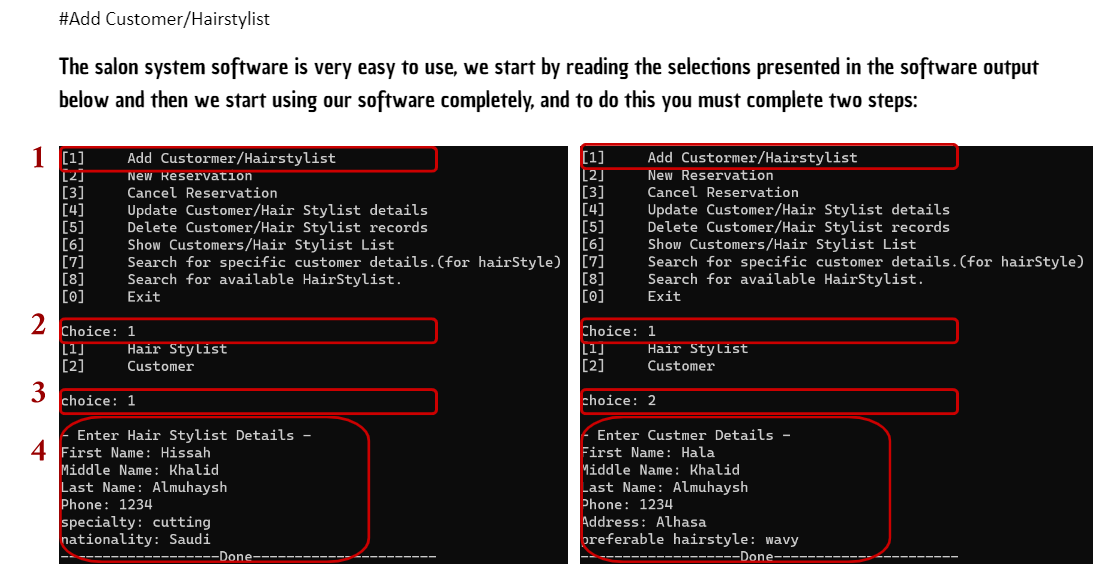 #Add Customer/Hairstylist
The salon system software is very easy to use, we start by reading the selections presented in the software output
below and then we start using our software completely, and to do this you must complete two steps:
1
[1] Add Custormer/Hairstylist
[2] New Reservation
[3] Cancel Reservation
[4] Update Customer/Hair Stylist details
[5] Delete Customer/Hair Stylist records
[6] Show Customers/Hair Stylist List
[7] Search for specific customer details.(for hairStyle)
[8] Search for available HairStylist.
[0] Exit
2
Choice: 1
[1] Hair Stylist
[2] Customer
3
choice: 1
4
- Enter Hair Stylist Details -
First Name: Hissah
Middle Name: Khalid
Last Name: Almuhaysh
Phone: 1234
specialty: cutting
nationality: Saudi
-------------------Done----------------------
[1] Add Custormer/Hairstylist
[2] New Reservation
[3] Cancel Reservation
[4] Update Customer/Hair Stylist details
[5] Delete Customer/Hair Stylist records
[6] Show Customers/Hair Stylist List
[7] Search for specific customer details.(for hairStyle)
[8] Search for available HairStylist.
[0] Exit
Choice: 1
[1] Hair Stylist
[2] Customer
choice: 2
- Enter Custmer Details -
First Name: Hala
Middle Name: Khalid
Last Name: Almuhaysh
Phone: 1234
Address: Alhasa
preferable hairstyle: wavy
-------------------Done----------------------